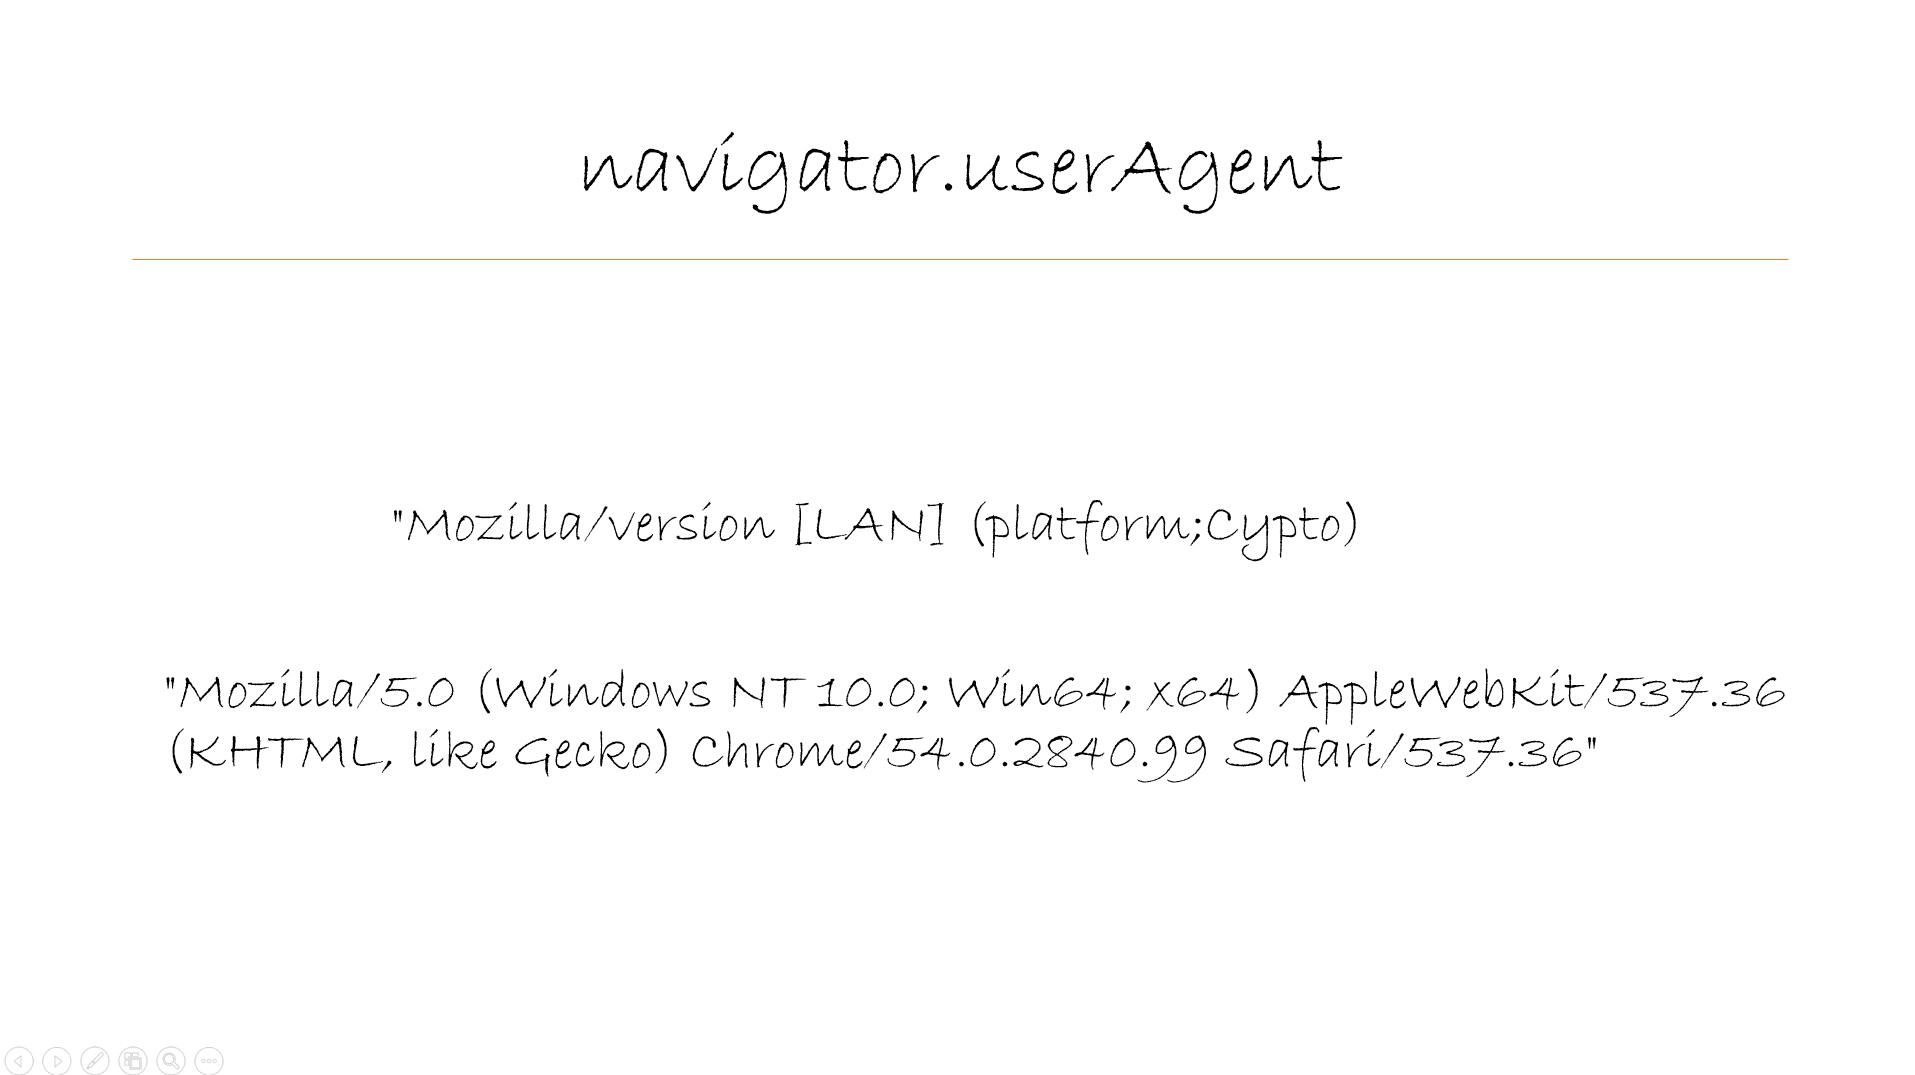 navigator.userAgent
"Mozilla/version [LAN] (platform;Cypto)
"Mozilla/5.0 (Windows NT 10.0; Win64; x64) AppleWebKit/537.36
(KHTML, like Gecko) Chrome/54.0.2840.99 Safari/537.36"